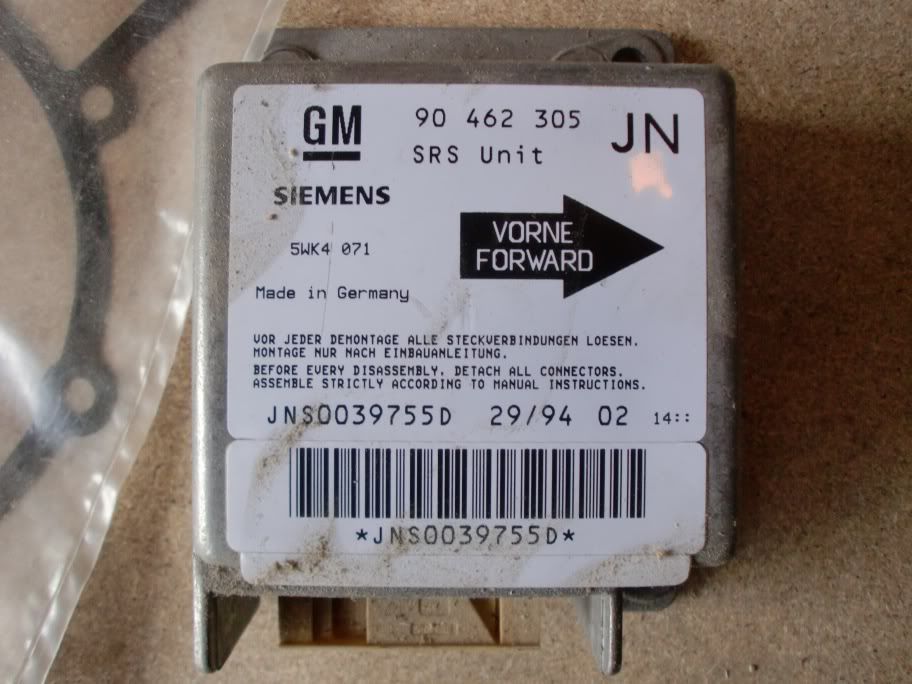 GM 90 462 305 JN
SRS Unit
SIEMENS
VORNE
FORWARD
5WK4 071
Made in Germany
VOR JEDER DEMONTAGE ALLE STECKVERBINDUNGEN LOESEN.
MONTAGE NUR NACH EINBAUANLEITUNG.
BEFORE EVERY DISASSEMBLY, DETACH ALL CONNECTORS.
ASSEMBLE STRICTLY ACCORDING TO MANUAL INSTRUCTIONS.
JNS0039755D 29/94 02 14::
*JNS0039755D*